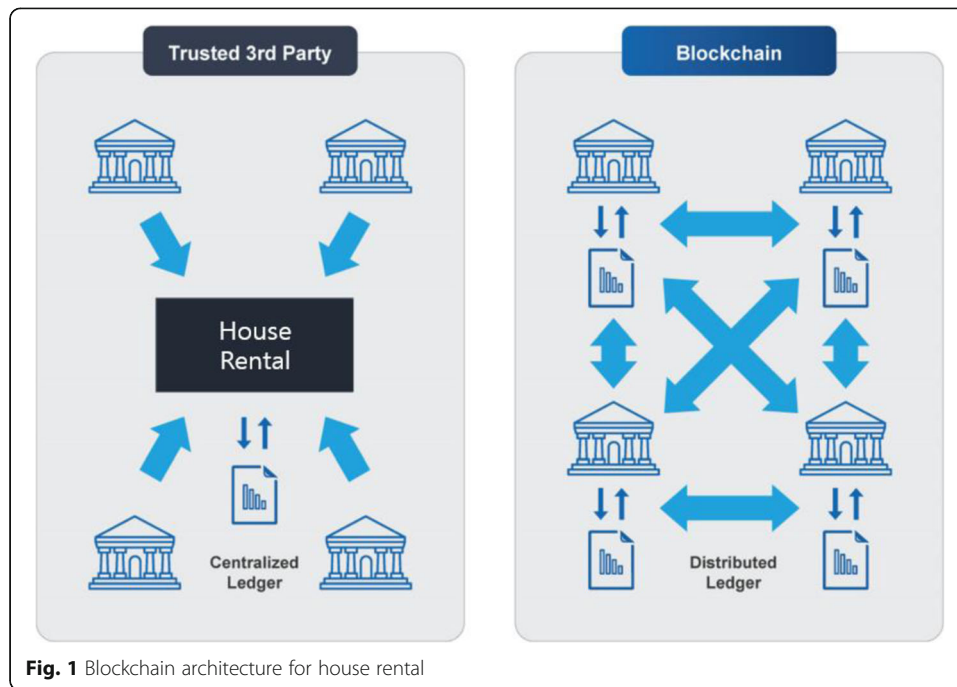 Trusted 3rd Party
House
Rental
Centralized
Ledger
Blockchain
Distributed
Ledger
Fig. 1 Blockchain architecture for house rental